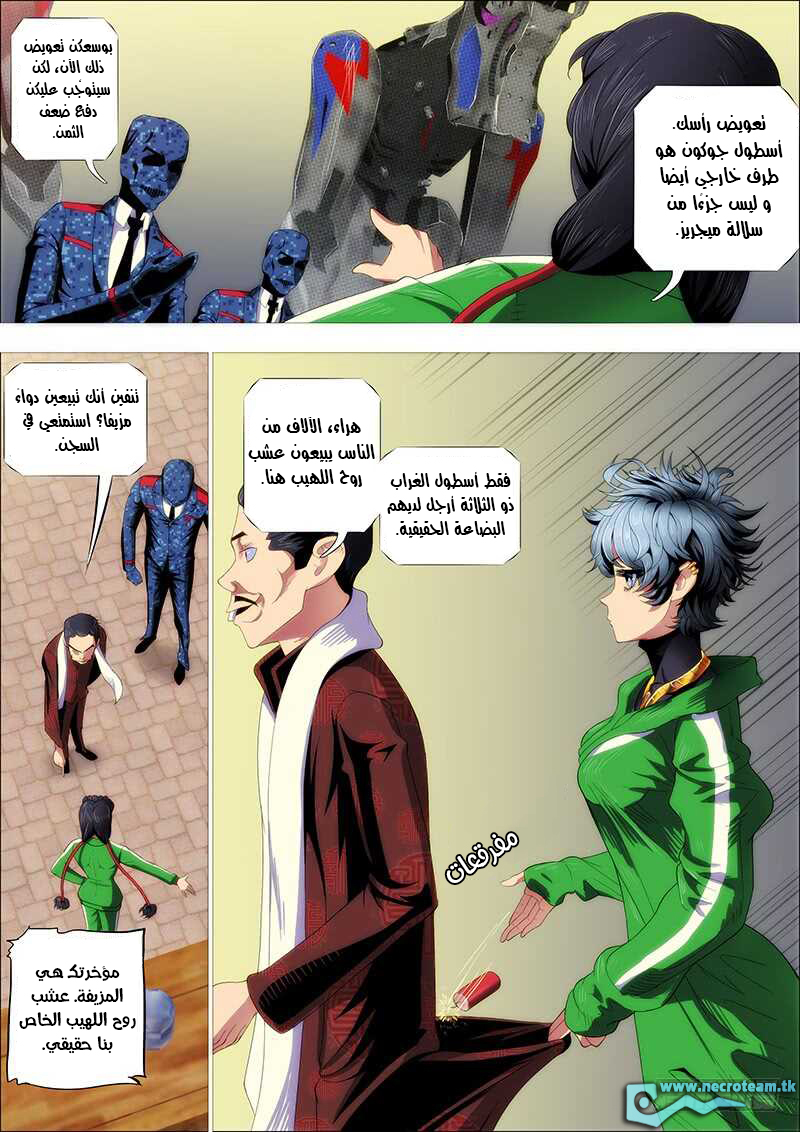 تعويض رأسك.
أسطول جوكون هو
طرف خارجي أيضا
و ليس جزءًا من
سلالة ميجريز.
بوسعكن تعويض
ذلك الآن، لكن
سيتوجب عليكن
دفع ضعف
الثمن.
فقط أسطول الغراب
ذو الثلاثة أرجل لديهم
البضاعة الحقيقية.
هراء، الآلاف من
الناس يبيعون عشب
روح اللهيب هنا.
مفرقعات
تنفين أنك تبيعين دواء
مزيفا؟ استمتعي في
السجن.
مؤخرتك هي
المزيفة. عشب
روح اللهيب الخاص
بنا حقيقي.
www.necroteam.tk